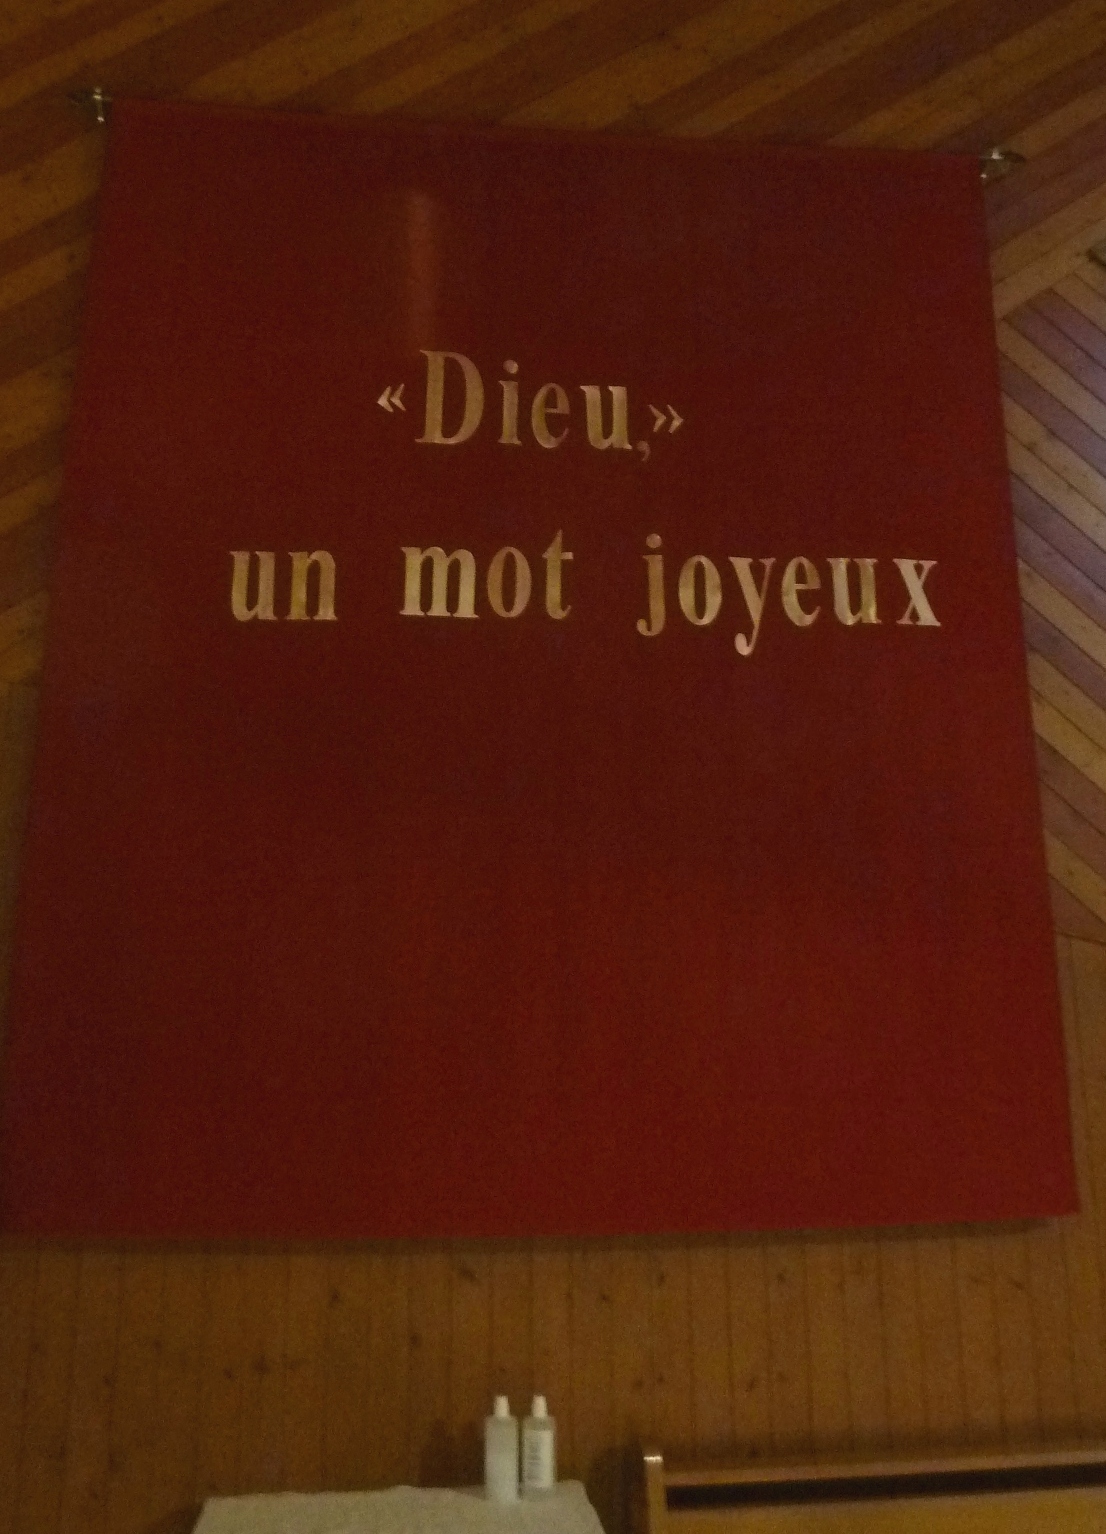 «Dieu,»
un mot joyeux